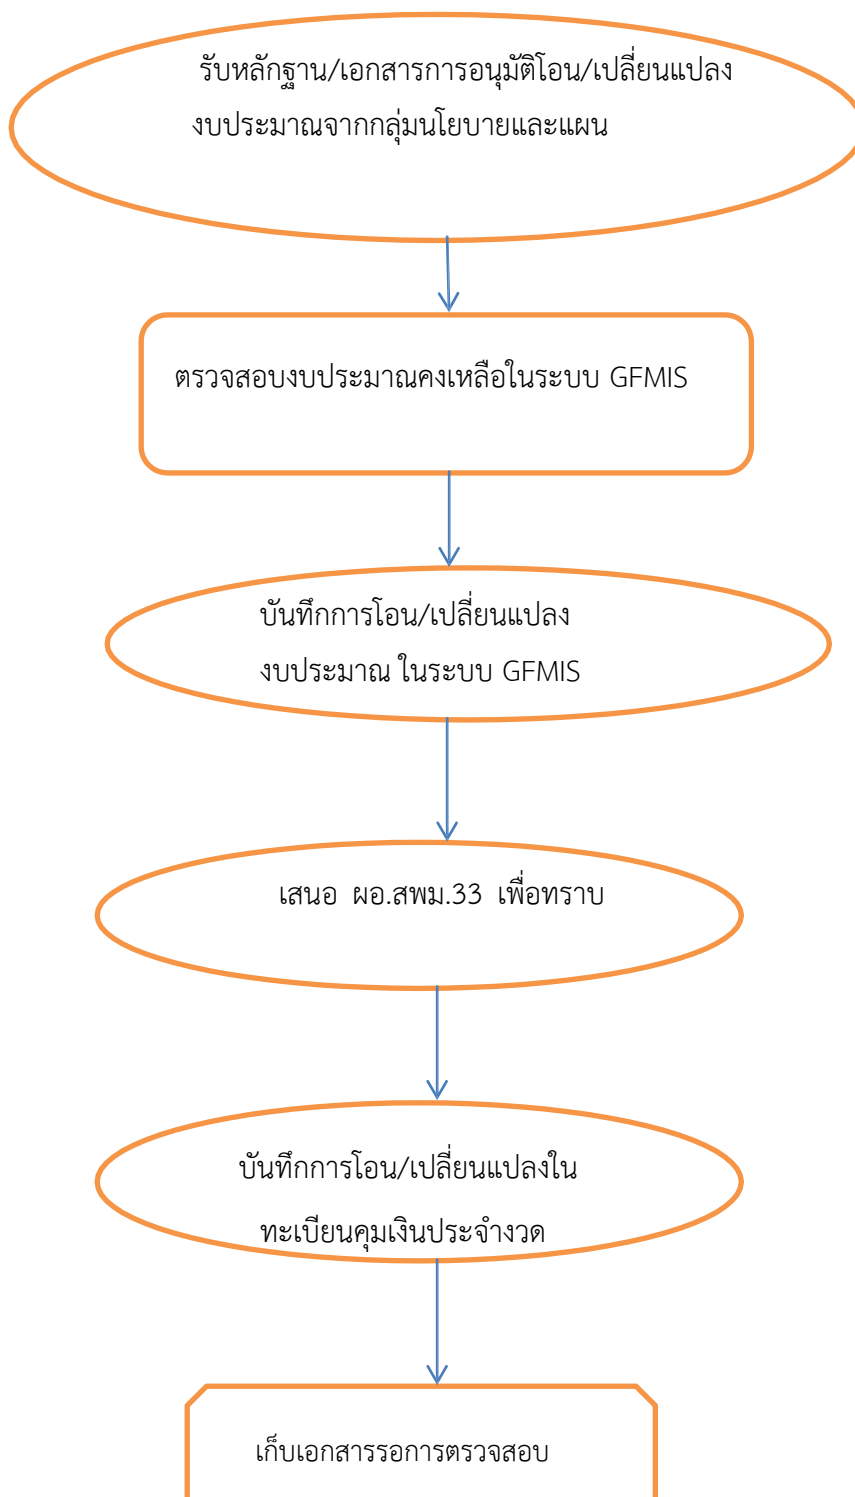 รับหลักฐาน/เอกสารการอนุมัติโอน/เปลี่ยนแปลง
งบประมาณจากกลุ่มนโยบายและแผน
ตรวจสอบงบประมาณคงเหลือในระบบ GFMIS
บันทึกการโอน/เปลี่ยนแปลง
งบประมาณ ในระบบ GFMIS
เสนอ ผอ.สพม.33 เพื่อทราบ
บันทึกการโอน/เปลี่ยนแปลงใน
ทะเบียนคุมเงินประจำงวด
เก็บเอกสารรอการตรวจสอบ